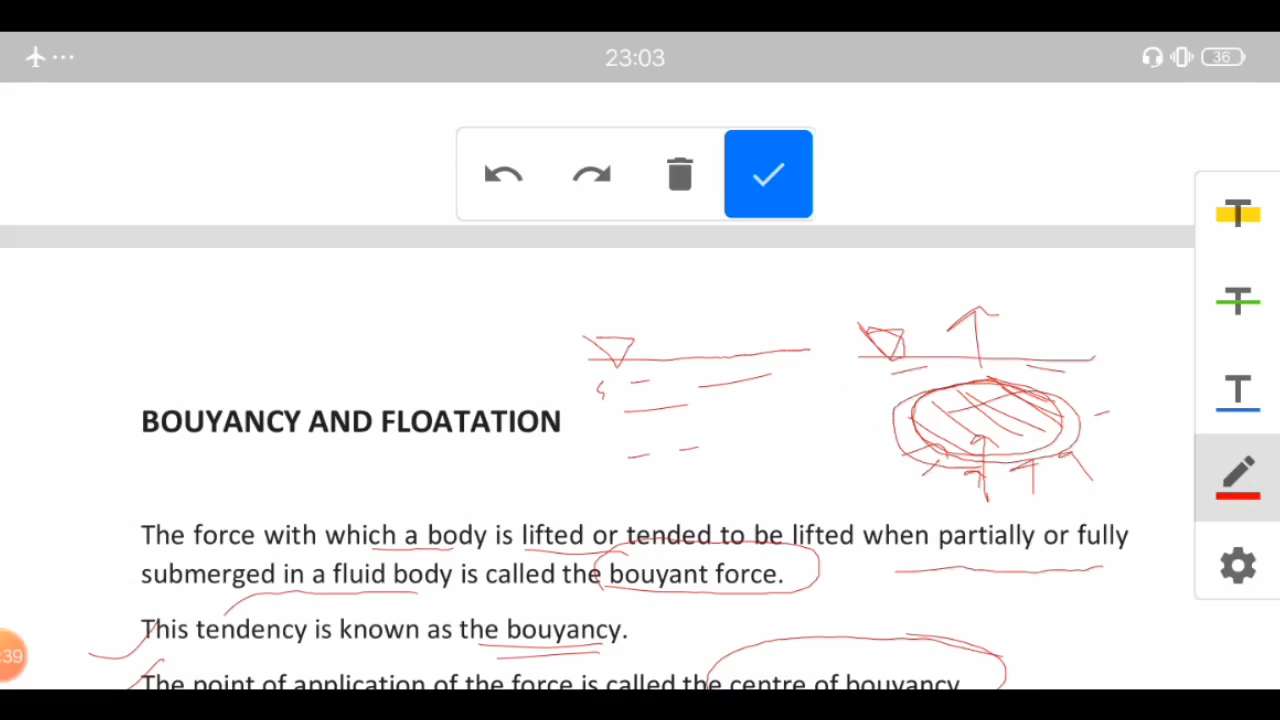 23:03
36
T
T
T
BOUYANCY AND FLOATATION
The force with which a body is lifted or tended to be lifted when partially or fully
submerged in a fluid body is called the bouyant force.
This tendency is known as the bouyancy.
:39
The point of application of the force is called the centre of bouyancy